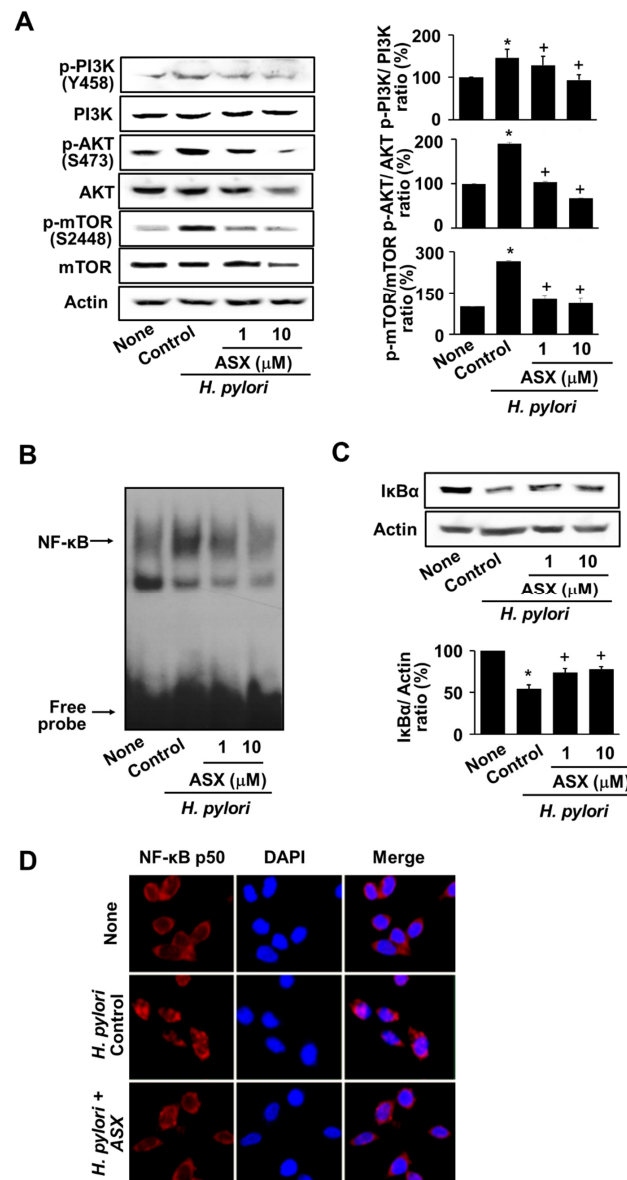 A
p-PI3K
(Y458)
PI3K
p-AKT
(S473)
AKT
p-mTOR
(S2448)
mTOR
Actin
None
Control
1 10
ASX (μM)
H. pylori
p-PI3K/ PI3K
ratio (%)
200
100
0
* + +
p-AKT/ AKT
ratio (%)
200
100
0
* + +
p-mTOR/mTOR
ratio (%)
300
150
0
* + +
None
Control
1 10
ASX (μM)
H. pylori
B
NF-κB
Free
probe
None
Control
1 10
ASX (μM)
H. pylori
C
IκBα
Actin
None
Control
1 10
ASX (μM)
H. pylori
IκBα/ Actin
ratio (%)
100
50
0
* + +
None
Control
1 10
ASX (μM)
H. pylori
D
NF-κB p50 DAPI Merge
None
H. pylori
Control
H. pylori +
ASX